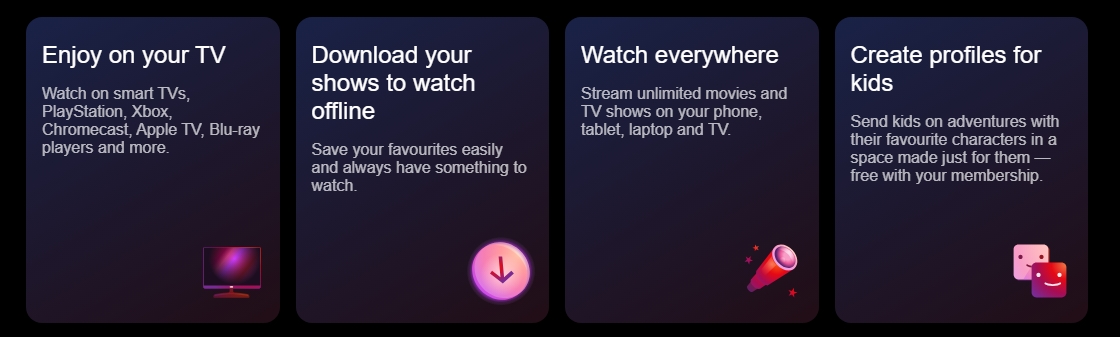 Enjoy on your TV
Watch on smart TVs,
PlayStation, Xbox,
Chromecast, Apple TV, Blu-ray
players and more.
Download your
shows to watch
offline
Save your favourites easily
and always have something to
watch.
Watch everywhere
Stream unlimited movies and
TV shows on your phone,
tablet, laptop and TV.
Create profiles for
kids
Send kids on adventures with
their favourite characters in a
space made just for them —
free with your membership.